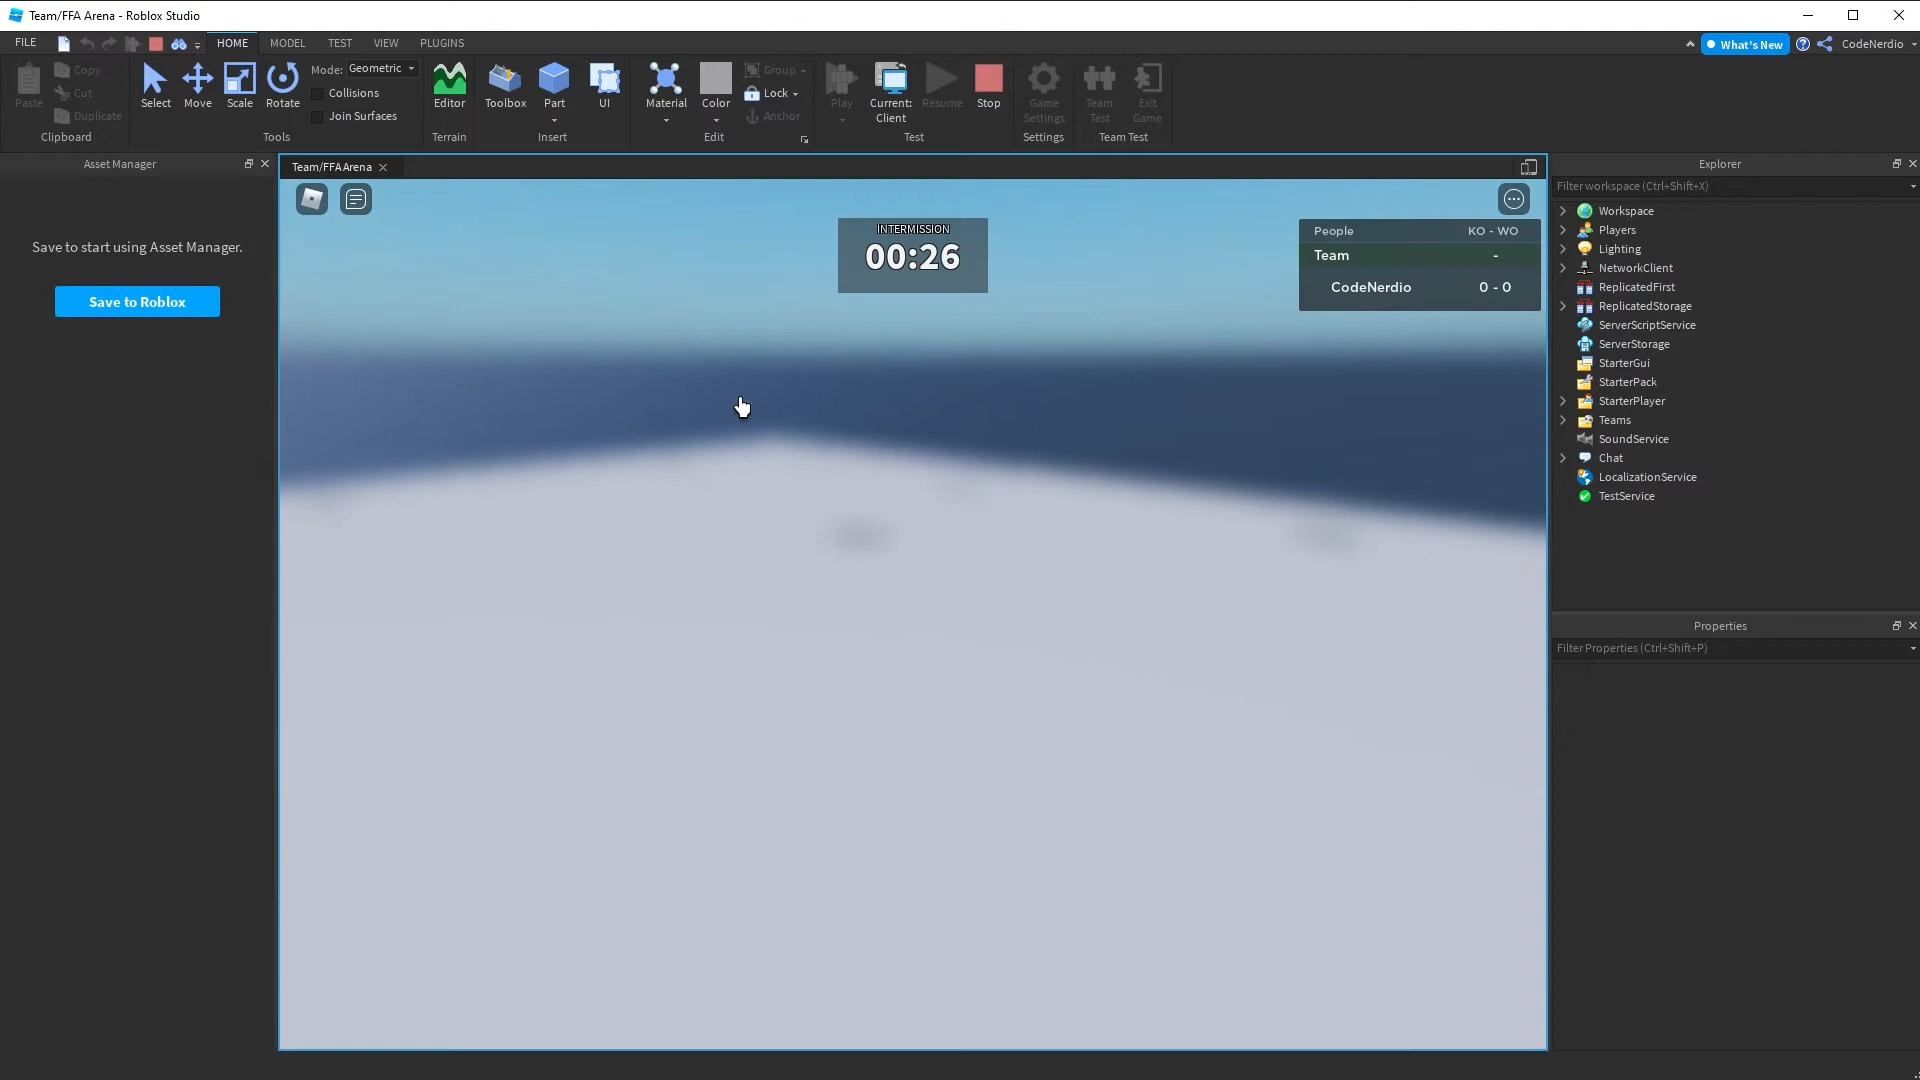 Team/FFA Arena - Roblox Studio
FILE
HOME
MODEL
TEST
VIEW
PLUGINS
What's New
CodeNerdio
Paste
Copy
Cut
Duplicate
Clipboard
Select
Move
Scale
Rotate
Mode: Geometric
Collisions
Join Surfaces
Tools
Editor
Terrain
Toolbox
Part
UI
Insert
Material
Color
Group
Lock
Anchor
Edit
Play
Current:
Client
Resume
Stop
Test
Game
Settings
Settings
Team
Test
Exit
Game
Team Test
Asset Manager
Save to start using Asset Manager.
Save to Roblox
Team/FFA Arena
INTERMISSION
00:26
People KO - WO
Team -
CodeNerdio 0 - 0
Explorer
Filter workspace (Ctrl+Shift+X)
Workspace
Players
Lighting
NetworkClient
ReplicatedFirst
ReplicatedStorage
ServerScriptService
ServerStorage
StarterGui
StarterPack
StarterPlayer
Teams
SoundService
Chat
LocalizationService
TestService
Properties
Filter Properties (Ctrl+Shift+P)